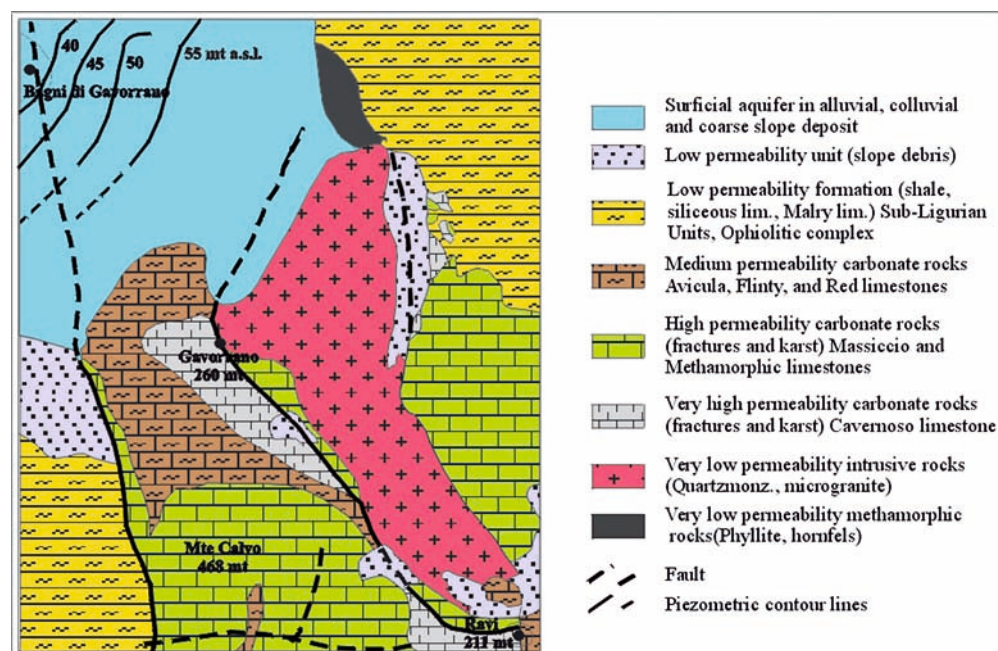 40
45
50
55 mt a.s.l.
Bagni di Gavorrano
Gavorrano
260 mt
Mte Calvo
468 mt
Ravi
211 mt
Surficial aquifer in alluvial, colluvial
and coarse slope deposit
Low permeability unit (slope debris)
Low permeability formation (shale,
siliceous lim., Malry lim.) Sub-Ligurian
Units, Ophiolitic complex
Medium permeability carbonate rocks
Avicula, Flinty, and Red limestones
High permeability carbonate rocks
(fractures and karst) Massiccio and
Methamorphic limestones
Very high permeability carbonate rocks
(fractures and karst) Cavernoso limestone
Very low permeability intrusive rocks
(Quartzmonz., microgranite)
Very low permeability methamorphic
rocks(Phyllite, hornfels)
Fault
Piezometric contour lines